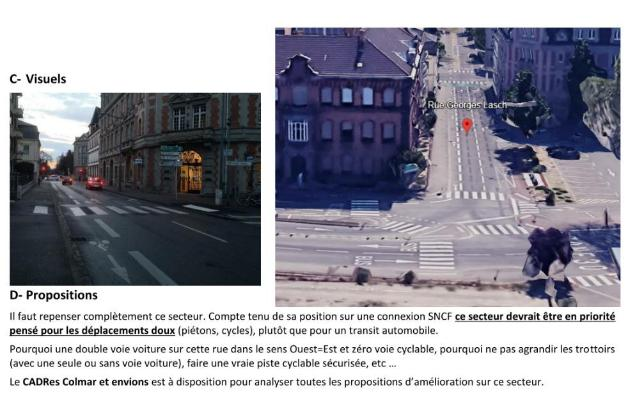 C- Visuels
Rue Georges Lasch
BUS
D- Propositions
Il faut repenser complètement ce secteur. Compte tenu de sa position sur une connexion SNCF ce secteur devrait être en priorité
pensé pour les déplacements doux (piétons, cycles), plutôt que pour un transit automobile.
Pourquoi une double voie voiture sur cette rue dans le sens Ouest=Est et zéro voie cyclable, pourquoi ne pas agrandir les trottoirs
(avec une seule ou sans voie voiture), faire une vraie piste cyclable sécurisée, etc ...
Le CADRes Colmar et envions est à disposition pour analyser toutes les propositions d'amélioration sur ce secteur.